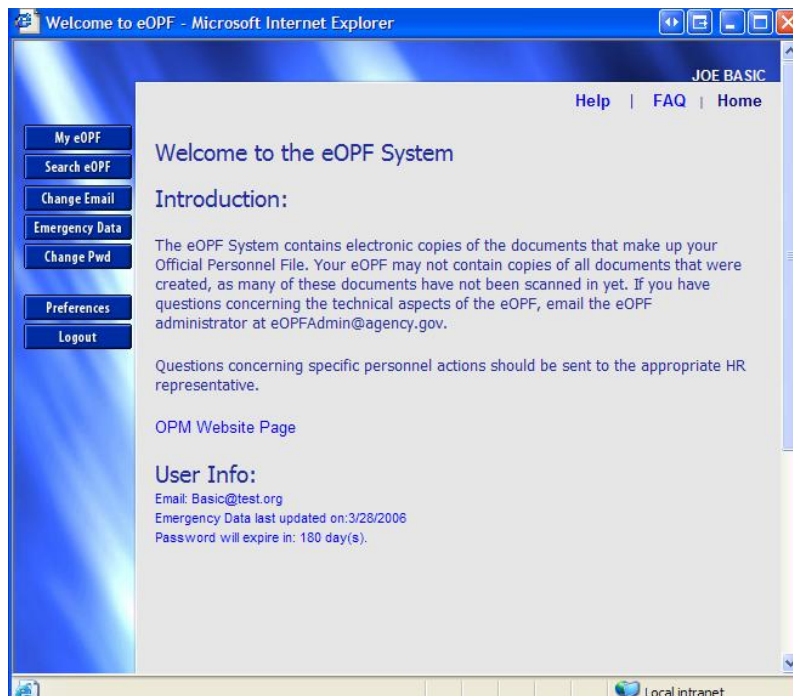 Welcome to eOPF - Microsoft Internet Explorer
JOE BASIC
Help | FAQ | Home
My eOPF
Search eOPF
Change Email
Emergency Data
Change Pwd
Preferences
Logout
Welcome to the eOPF System
Introduction:
The eOPF System contains electronic copies of the documents that make up your
Official Personnel File. Your eOPF may not contain copies of all documents that were
created, as many of these documents have not been scanned in yet. If you have
questions concerning the technical aspects of the eOPF, email the eOPF
administrator at eOPFAdmin@agency.gov.
Questions concerning specific personnel actions should be sent to the appropriate HR
representative.
OPM Website Page
User Info:
Email: Basic@test.org
Emergency Data last updated on:3/28/2006
Password will expire in: 180 day(s).
Local intranet